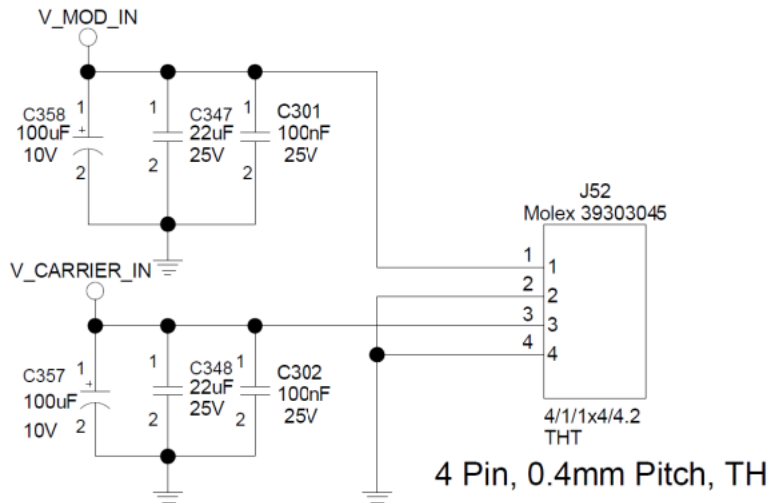 V_MOD_IN
C358
100uF
10V
1
+
2
1
2
C347
22uF
25V
1
2
C301
100nF
25V
J52
Molex 39303045
1 1
2 2
3 3
4 4
4/1/1x4/4.2
THT
V_CARRIER_IN
C357
100uF
10V
1
+
2
1
2
C348
22uF
25V
1
2
C302
100nF
25V
4 Pin, 0.4mm Pitch, TH